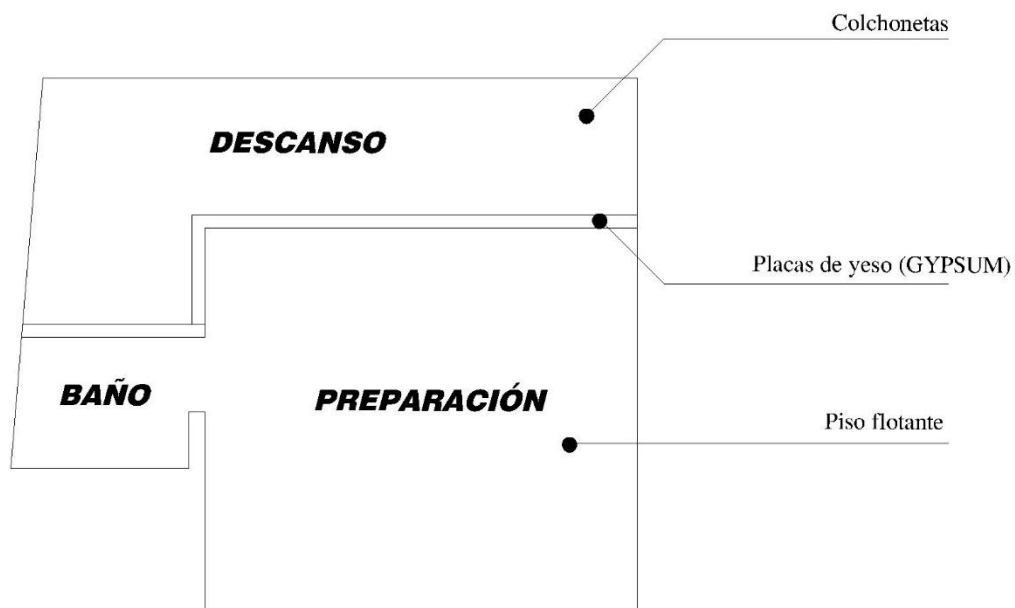 Colchonetas
DESCANSO
Placas de yeso (GYPSUM)
BAÑO
PREPARACIÓN
Piso flotante